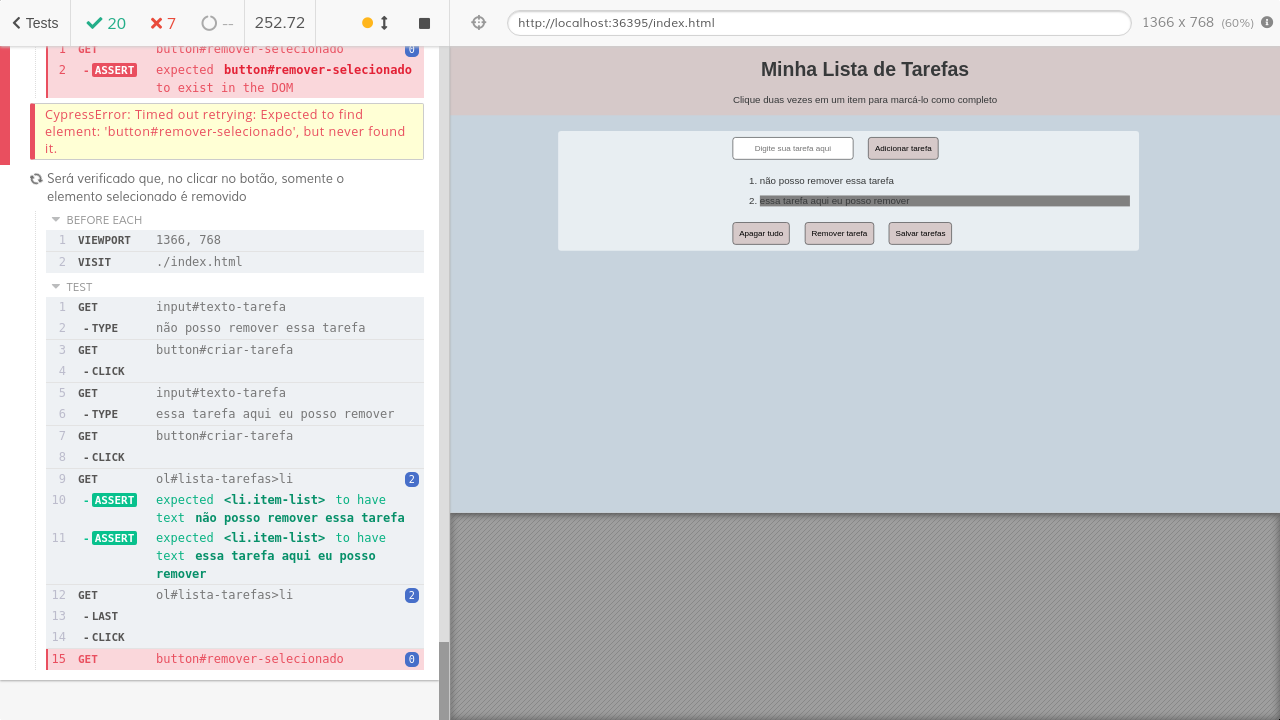 Tests 20 7 -- 252.72
http://localhost:36395/index.html 1366 x 768 (60%)
1 GET button#remover-selecionado 0
2 -ASSERT expected button#remover-selecionado
to exist in the DOM
CypressError: Timed out retrying: Expected to find
element: 'button#remover-selecionado', but never found
it.
Será verificado que, no clicar no botão, somente o
elemento selecionado é removido
BEFORE EACH
1 VIEWPORT 1366, 768
2 VISIT ./index.html
TEST
1 GET input#texto-tarefa
2 -TYPE não posso remover essa tarefa
3 GET button#criar-tarefa
4 -CLICK
5 GET input#texto-tarefa
6 -TYPE essa tarefa aqui eu posso remover
7 GET button#criar-tarefa
8 -CLICK
9 GET ol#lista-tarefas>li 2
10 -ASSERT expected <li.item-list> to have
text não posso remover essa tarefa
11 -ASSERT expected <li.item-list> to have
text essa tarefa aqui eu posso
remover
12 GET ol#lista-tarefas>li 2
13 -LAST
14 -CLICK
15 GET button#remover-selecionado 0
Minha Lista de Tarefas
Clique duas vezes em um item para marcá-lo como completo
Digite sua tarefa aqui Adicionar tarefa
1. não posso remover essa tarefa
2. essa tarefa aqui eu posso remover
Apagar tudo Remover tarefa Salvar tarefas